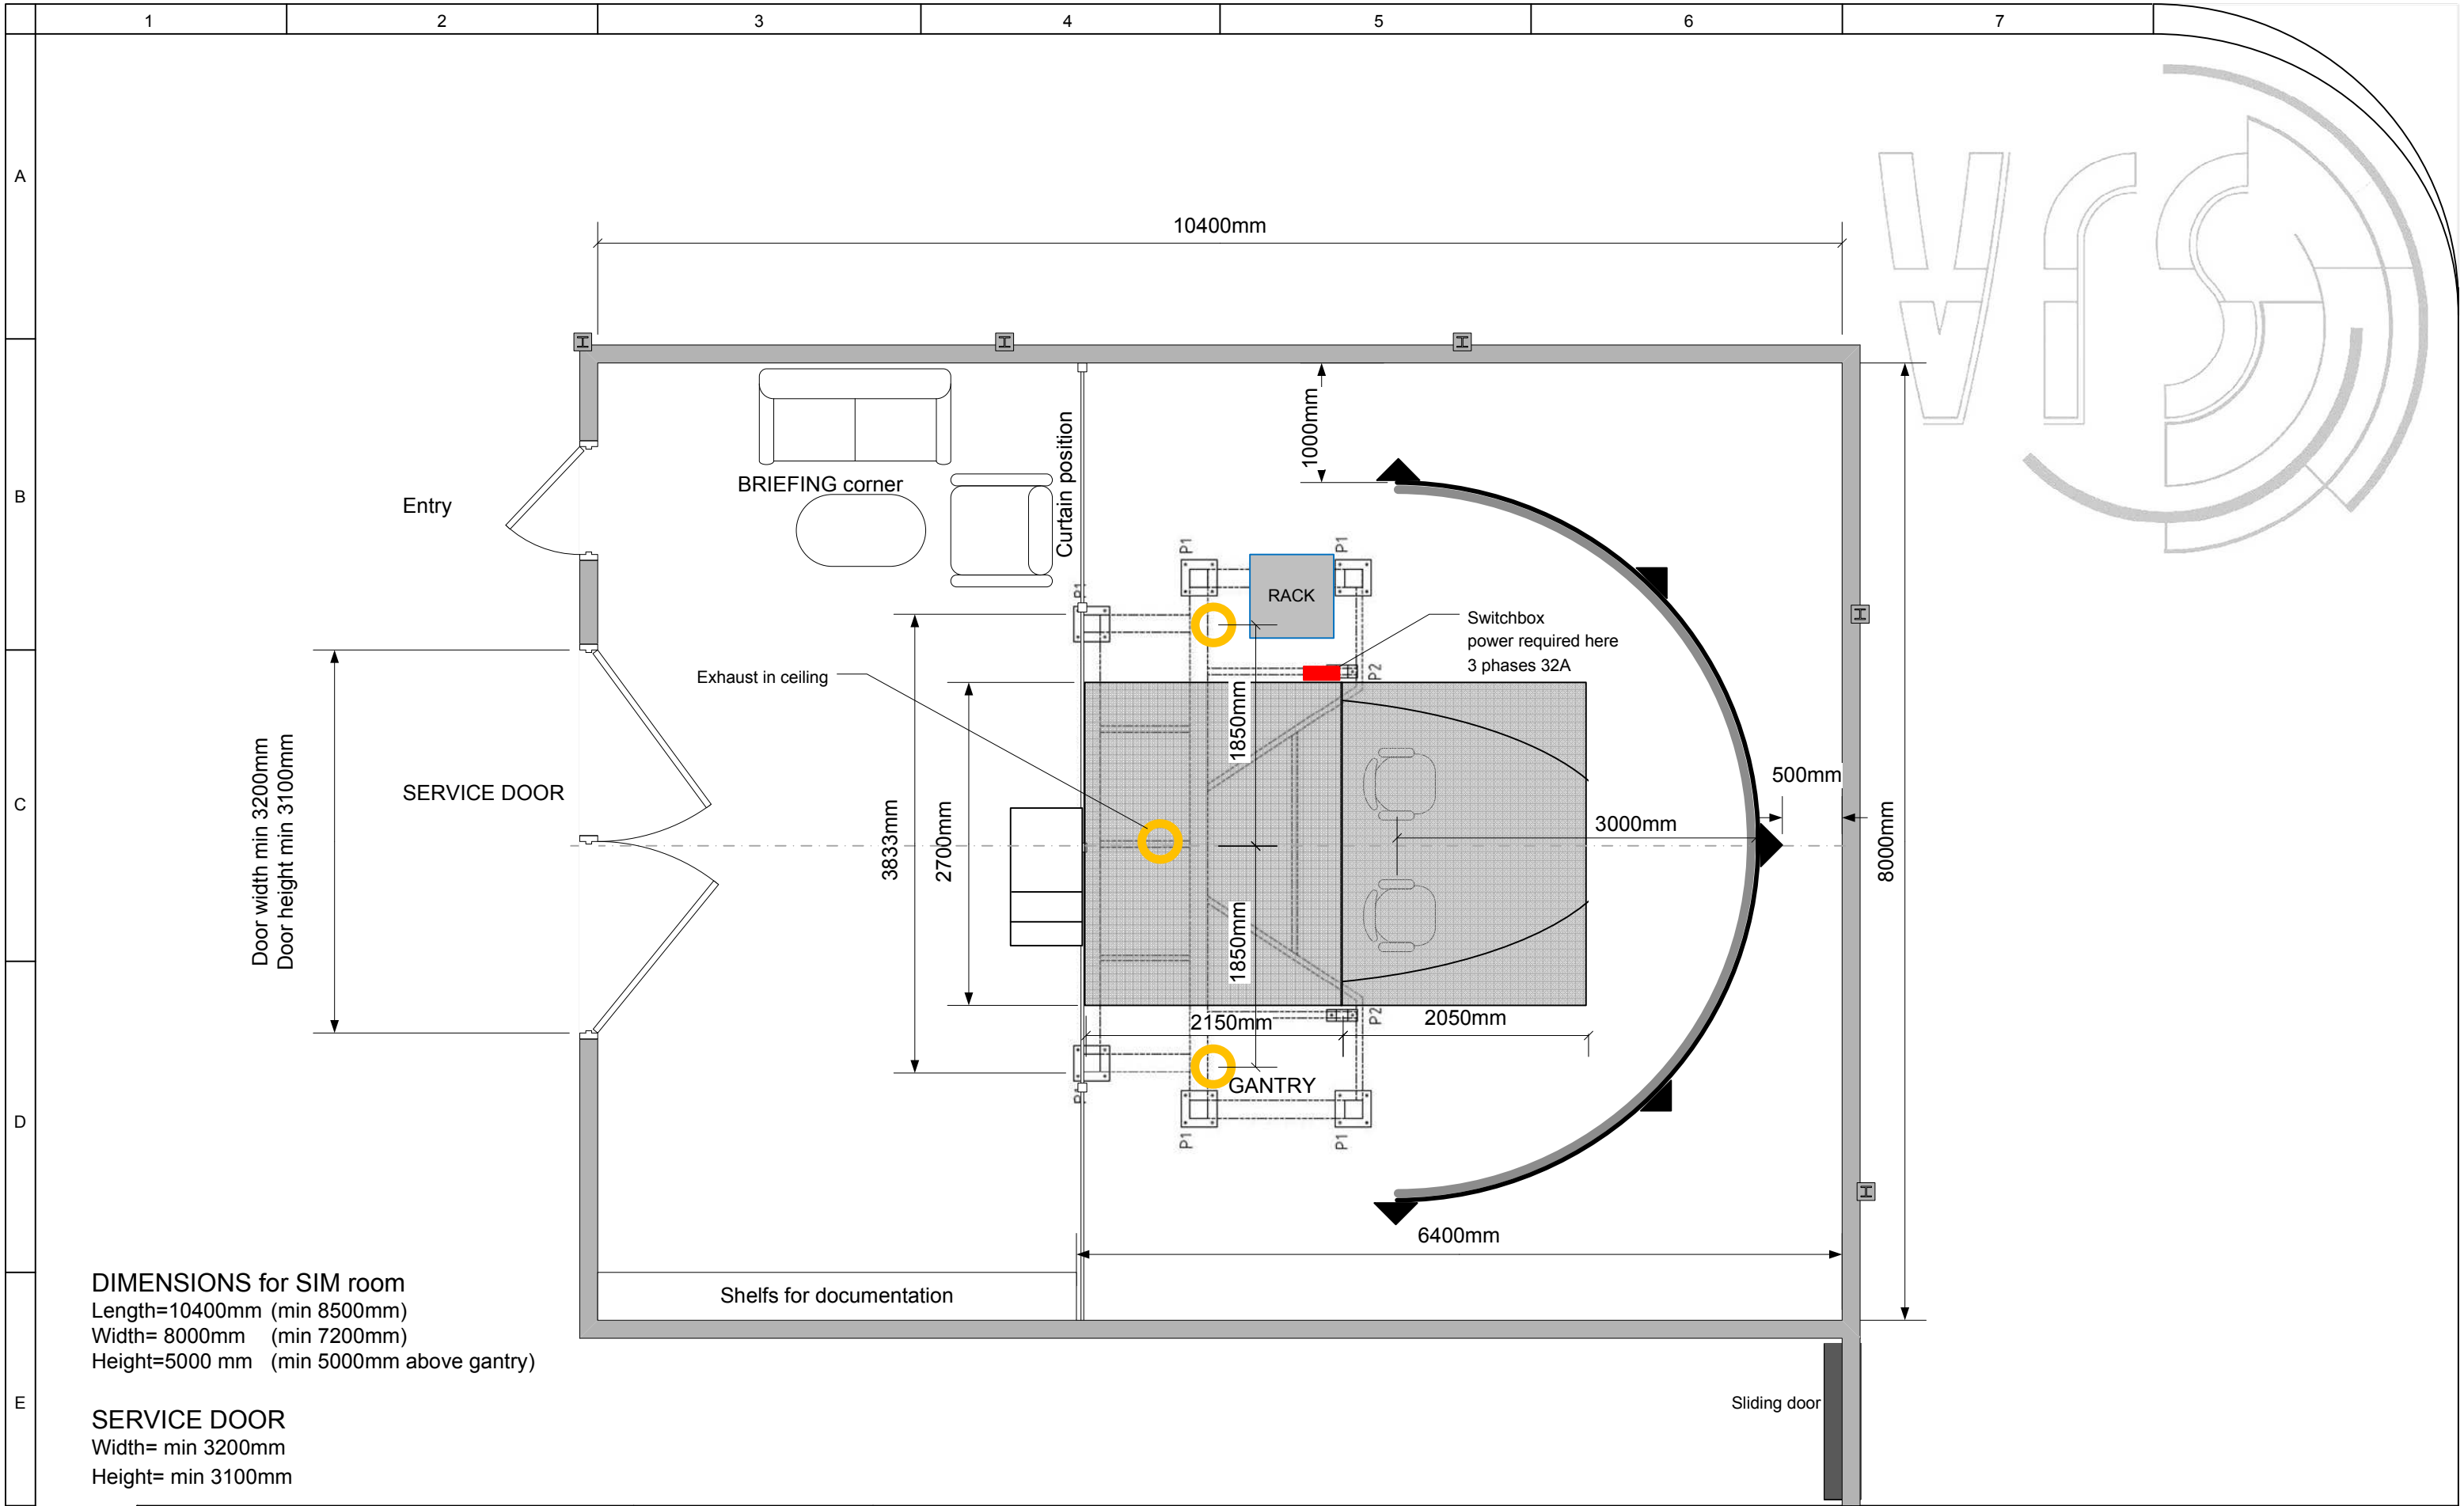 1 2 3 4 5 6 7
A
B
C
D
E
VFS
10400mm
1000mm
Curtain position
BRIEFING corner
Entry
P1
P1
P1
RACK
Switchbox
power required here
3 phases 32A
P2
Exhaust in ceiling
1850mm
Door width min 3200mm
Door height min 3100mm
SERVICE DOOR
3833mm
2700mm
500mm
3000mm
8000mm
1850mm
2150mm
2050mm
P2
GANTRY
P1
P1
P1
6400mm
Shelfs for documentation
DIMENSIONS for SIM room
Length=10400mm (min 8500mm)
Width= 8000mm (min 7200mm)
Height=5000 mm (min 5000mm above gantry)
SERVICE DOOR
Width= min 3200mm
Height= min 3100mm
Sliding door